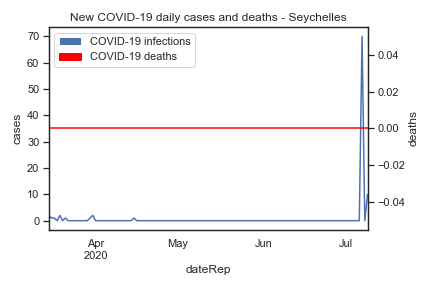 New COVID-19 daily cases and deaths - Seychelles
COVID-19 infections
COVID-19 deaths
70
60
50
40
30
20
10
0
cases
0.04
0.02
0.00
−0.02
−0.04
deaths
Apr
2020
May
Jun
Jul
dateRep